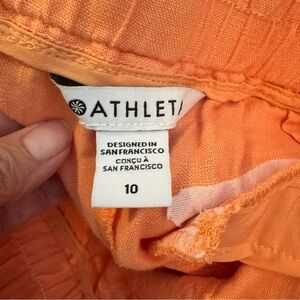 ATHLETA
DESIGNED IN
SAN FRANCISCO
CONÇU À
SAN FRANCISCO
10